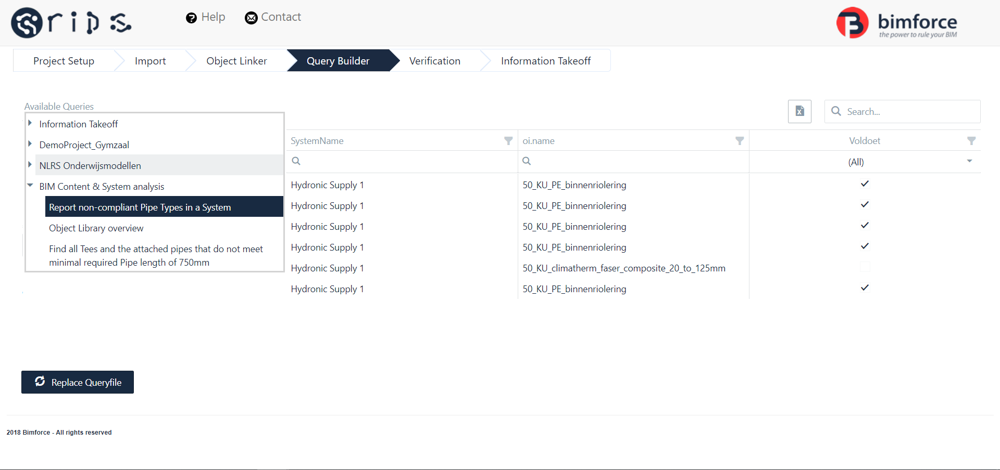 rips
Help
Contact
bimforce
the power to rule your BIM
Project Setup
Import
Object Linker
Query Builder
Verification
Information Takeoff
Available Queries
Search...
Information Takeoff
DemoProject_Gymzaal
NLRS Onderwijsmodellen
BIM Content & System analysis
Report non-compliant Pipe Types in a System
Object Library overview
Find all Tees and the attached pipes that do not meet
minimal required Pipe length of 750mm
SystemName oi.name Voldoet
(All)
Hydronic Supply 1 50_KU_PE_binnenriolering
Hydronic Supply 1 50_KU_PE_binnenriolering
Hydronic Supply 1 50_KU_PE_binnenriolering
Hydronic Supply 1 50_KU_PE_binnenriolering
Hydronic Supply 1 50_KU_climatherm_faser_composite_20_to_125mm
Hydronic Supply 1 50_KU_PE_binnenriolering
Replace Queryfile
2018 Bimforce - All rights reserved